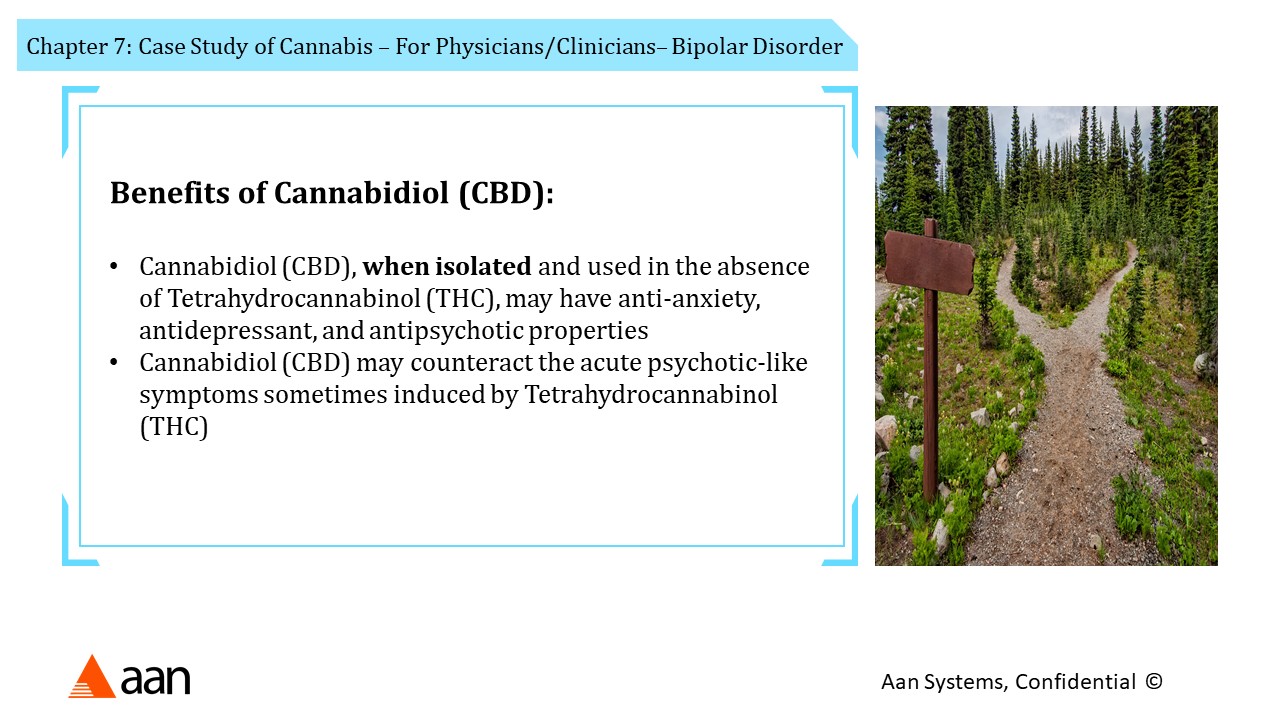 Chapter 7: Case Study of Cannabis – For Physicians/Clinicians– Bipolar Disorder
Benefits of Cannabidiol (CBD):
• Cannabidiol (CBD), when isolated and used in the absence
of Tetrahydrocannabinol (THC), may have anti-anxiety,
antidepressant, and antipsychotic properties
• Cannabidiol (CBD) may counteract the acute psychotic-like
symptoms sometimes induced by Tetrahydrocannabinol
(THC)
aan
Aan Systems, Confidential ©